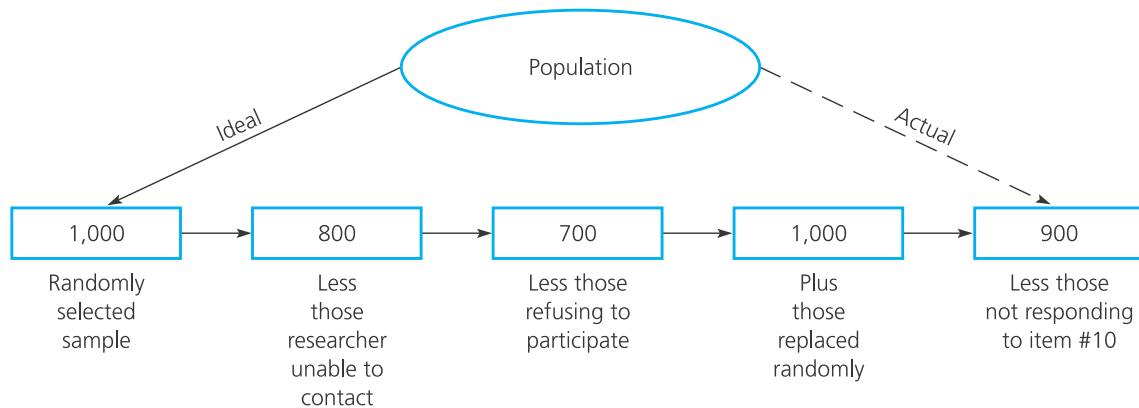 Population
Ideal
Actual
1,000
800
700
1,000
900
Randomly
selected
sample
Less
those
researcher
unable to
contact
Less those
refusing to
participate
Plus
those
replaced
randomly
Less those
not responding
to item #10